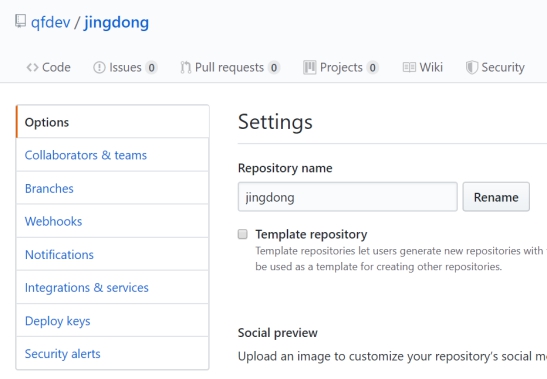 qfdev / jingdong
Code Issues 0 Pull requests 0 Projects 0 Wiki Security
Options
Collaborators & teams
Branches
Webhooks
Notifications
Integrations & services
Deploy keys
Security alerts
Settings
Repository name
jingdong Rename
Template repository
Template repositories let users generate new repositories with
be used as a template for creating other repositories.
Social preview
Upload an image to customize your repository's social